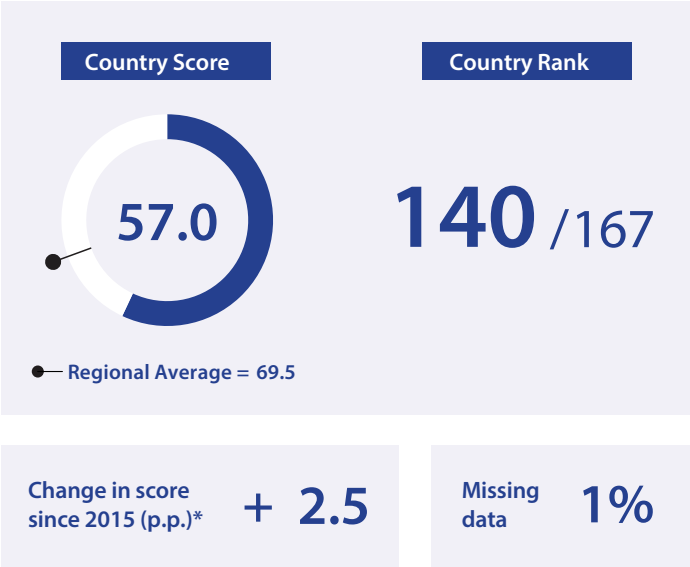 Country Score
Country Rank
57.0
140 /167
Regional Average = 69.5
Change in score
since 2015 (p.p.)*
+ 2.5
Missing
data
1%